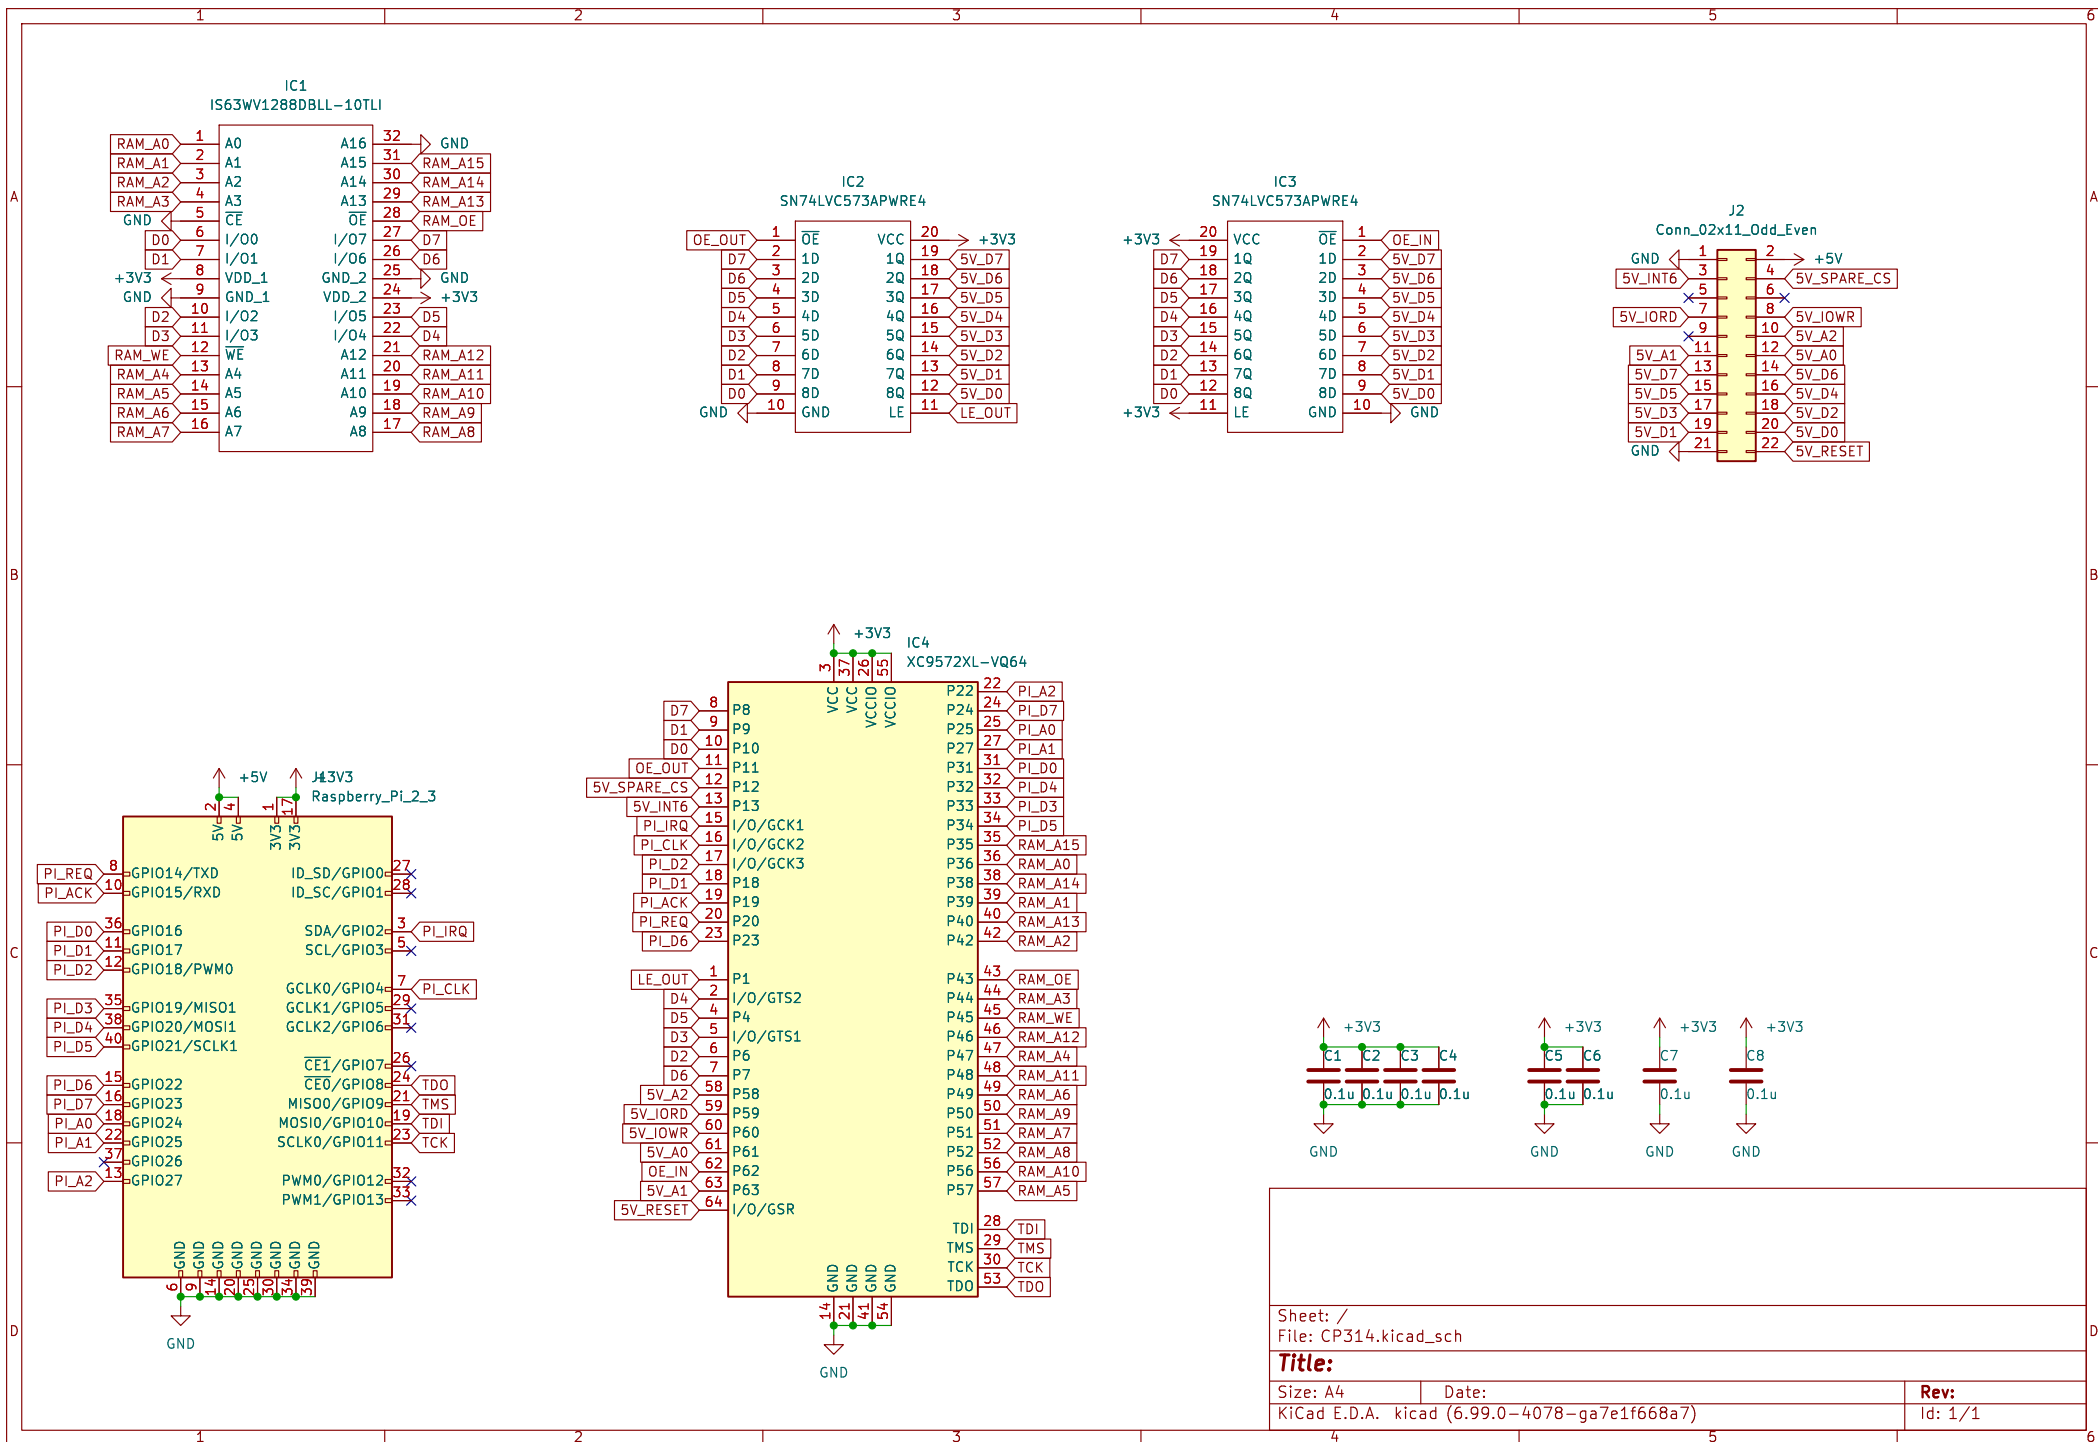 1 2 3 4 5 6
A
B
C
D
A
B
C
D
1 2 3 4 5 6
IC1
IS63WV1288DBLL-10TLI
RAM_A0 1 A0 A16 32 GND
RAM_A1 2 A1 A15 31 RAM_A15
RAM_A2 3 A2 A14 30 RAM_A14
RAM_A3 4 A3 A13 29 RAM_A13
GND 5 CE OE 28 RAM_OE
D0 6 I/O0 I/O7 27 D7
D1 7 I/O1 I/O6 26 D6
+3V3 8 VDD_1 GND_2 25 GND
GND 9 GND_1 VDD_2 24 +3V3
D2 10 I/O2 I/O5 23 D5
D3 11 I/O3 I/O4 22 D4
RAM_WE 12 WE A12 21 RAM_A12
RAM_A4 13 A4 A11 20 RAM_A11
RAM_A5 14 A5 A10 19 RAM_A10
RAM_A6 15 A6 A9 18 RAM_A9
RAM_A7 16 A7 A8 17 RAM_A8
IC2
SN74LVC573APWRE4
OE_OUT 1 OE VCC 20 +3V3
D7 2 1D 1Q 19 5V_D7
D6 3 2D 2Q 18 5V_D6
D5 4 3D 3Q 17 5V_D5
D4 5 4D 4Q 16 5V_D4
D3 6 5D 5Q 15 5V_D3
D2 7 6D 6Q 14 5V_D2
D1 8 7D 7Q 13 5V_D1
D0 9 8D 8Q 12 5V_D0
GND 10 GND LE 11 LE_OUT
IC3
SN74LVC573APWRE4
+3V3 20 VCC OE 1 OE_IN
D7 19 1Q 1D 2 5V_D7
D6 18 2Q 2D 3 5V_D6
D5 17 3Q 3D 4 5V_D5
D4 16 4Q 4D 5 5V_D4
D3 15 5Q 5D 6 5V_D3
D2 14 6Q 6D 7 5V_D2
D1 13 7Q 7D 8 5V_D1
D0 12 8Q 8D 9 5V_D0
+3V3 11 LE GND 10 GND
J2
Conn_02x11_Odd_Even
GND 1 2 +5V
5V_INT6 3 4 5V_SPARE_CS
5 6
5V_IORD 7 8 5V_IOWR
9 10 5V_A2
5V_A1 11 12 5V_A0
5V_D7 13 14 5V_D6
5V_D5 15 16 5V_D4
5V_D3 17 18 5V_D2
5V_D1 19 20 5V_D0
GND 21 22 5V_RESET
+5V +3V3 J1
Raspberry_Pi_2_3
2 4 1 17
5V 5V 3V3 3V3
PI_REQ 8 GPIO14/TXD ID_SD/GPIO0 27
PI_ACK 10 GPIO15/RXD ID_SC/GPIO1 28
PI_D0 36 GPIO16 SDA/GPIO2 3 PI_IRQ
PI_D1 11 GPIO17 SCL/GPIO3 5
PI_D2 12 GPIO18/PWM0
GCLK0/GPIO4 7 PI_CLK
PI_D3 35 GPIO19/MISO1 GCLK1/GPIO5 29
PI_D4 38 GPIO20/MOSI1 GCLK2/GPIO6 31
PI_D5 40 GPIO21/SCLK1
CE1/GPIO7 26
PI_D6 15 GPIO22 CE0/GPIO8 24 TDO
PI_D7 16 GPIO23 MISO0/GPIO9 21 TMS
PI_A0 18 GPIO24 MOSI0/GPIO10 19 TDI
PI_A1 22 GPIO25 SCLK0/GPIO11 23 TCK
37 GPIO26
PI_A2 13 GPIO27 PWM0/GPIO12 32
PWM1/GPIO13 33
GND GND GND GND GND GND GND GND
6 9 14 20 25 30 34 39
GND
+3V3
IC4
XC9572XL-VQ64
3 37 26 55
VCC VCC VCCIO VCCIO
P22 22 PI_A2
D7 8 P8 P24 24 PI_D7
D1 9 P9 P25 25 PI_A0
D0 10 P10 P27 27 PI_A1
OE_OUT 11 P11 P31 31 PI_D0
5V_SPARE_CS 12 P12 P32 32 PI_D4
5V_INT6 13 P13 P33 33 PI_D3
PI_IRQ 15 I/O/GCK1 P34 34 PI_D5
PI_CLK 16 I/O/GCK2 P35 35 RAM_A15
PI_D2 17 I/O/GCK3 P36 36 RAM_A0
PI_D1 18 P18 P38 38 RAM_A14
PI_ACK 19 P19 P39 39 RAM_A1
PI_REQ 20 P20 P40 40 RAM_A13
PI_D6 23 P23 P42 42 RAM_A2
LE_OUT 1 P1 P43 43 RAM_OE
D4 2 I/O/GTS2 P44 44 RAM_A3
D5 4 P4 P45 45 RAM_WE
D3 5 I/O/GTS1 P46 46 RAM_A12
D2 6 P6 P47 47 RAM_A4
D6 7 P7 P48 48 RAM_A11
5V_A2 58 P58 P49 49 RAM_A6
5V_IORD 59 P59 P50 50 RAM_A9
5V_IOWR 60 P60 P51 51 RAM_A7
5V_A0 61 P61 P52 52 RAM_A8
OE_IN 62 P62 P56 56 RAM_A10
5V_A1 63 P63 P57 57 RAM_A5
5V_RESET 64 I/O/GSR
TDI 28 TDI
TMS 29 TMS
TCK 30 TCK
TDO 53 TDO
GND GND GND GND
14 21 41 54
GND
+3V3 +3V3 +3V3 +3V3
C1 C2 C3 C4 C5 C6 C7 C8
0.1u 0.1u 0.1u 0.1u 0.1u 0.1u 0.1u 0.1u
GND GND GND GND
Sheet: /
File: CP314.kicad_sch
Title:
Size: A4 Date: Rev:
KiCad E.D.A. kicad (6.99.0-4078-ga7e1f668a7) Id: 1/1